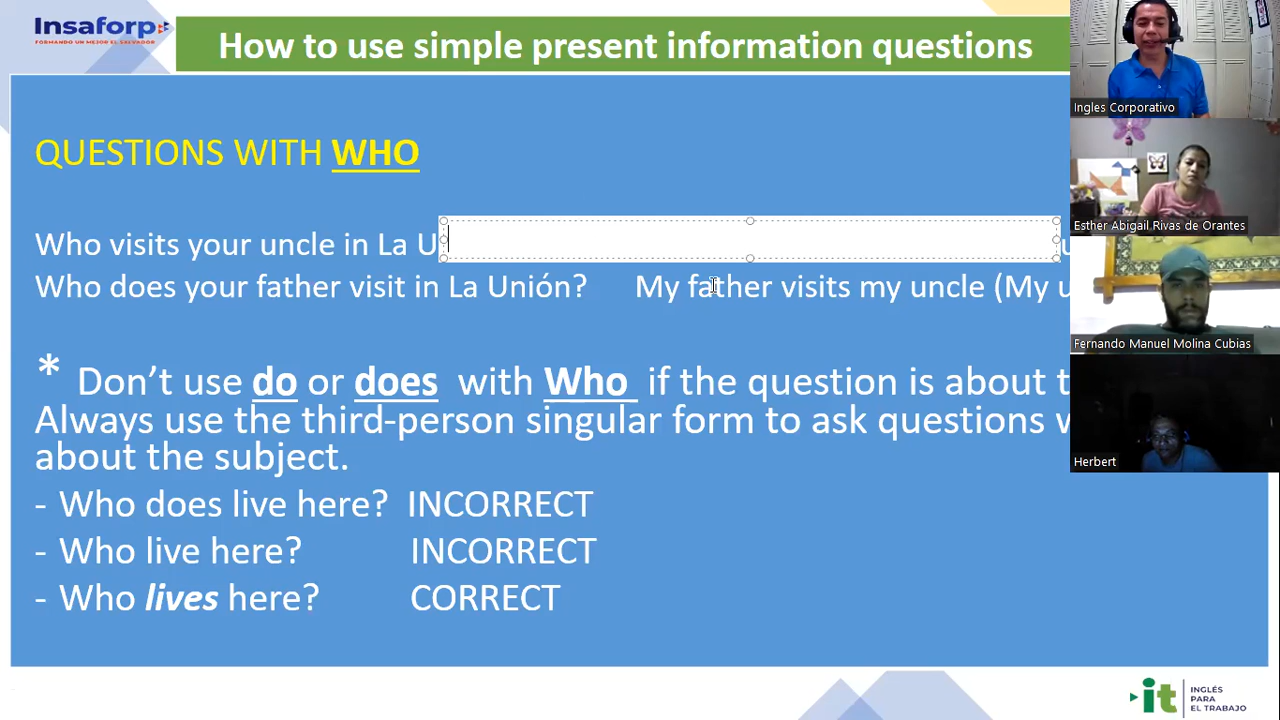 Insaforp
FORMANDO UN MEJOR EL SALVADOR
How to use simple present information questions
QUESTIONS WITH WHO
Who visits your uncle in La U
Who does your father visit in La Unión? My father visits my uncle (My u
* Don’t use do or does with Who if the question is about t
Always use the third-person singular form to ask questions w
about the subject.
- Who does live here? INCORRECT
- Who live here? INCORRECT
- Who lives here? CORRECT
Ingles Corporativo
Esther Abigail Rivas de Orantes
Fernando Manuel Molina Cubias
Herbert
it
INGLÉS
PARA
EL TRABAJO